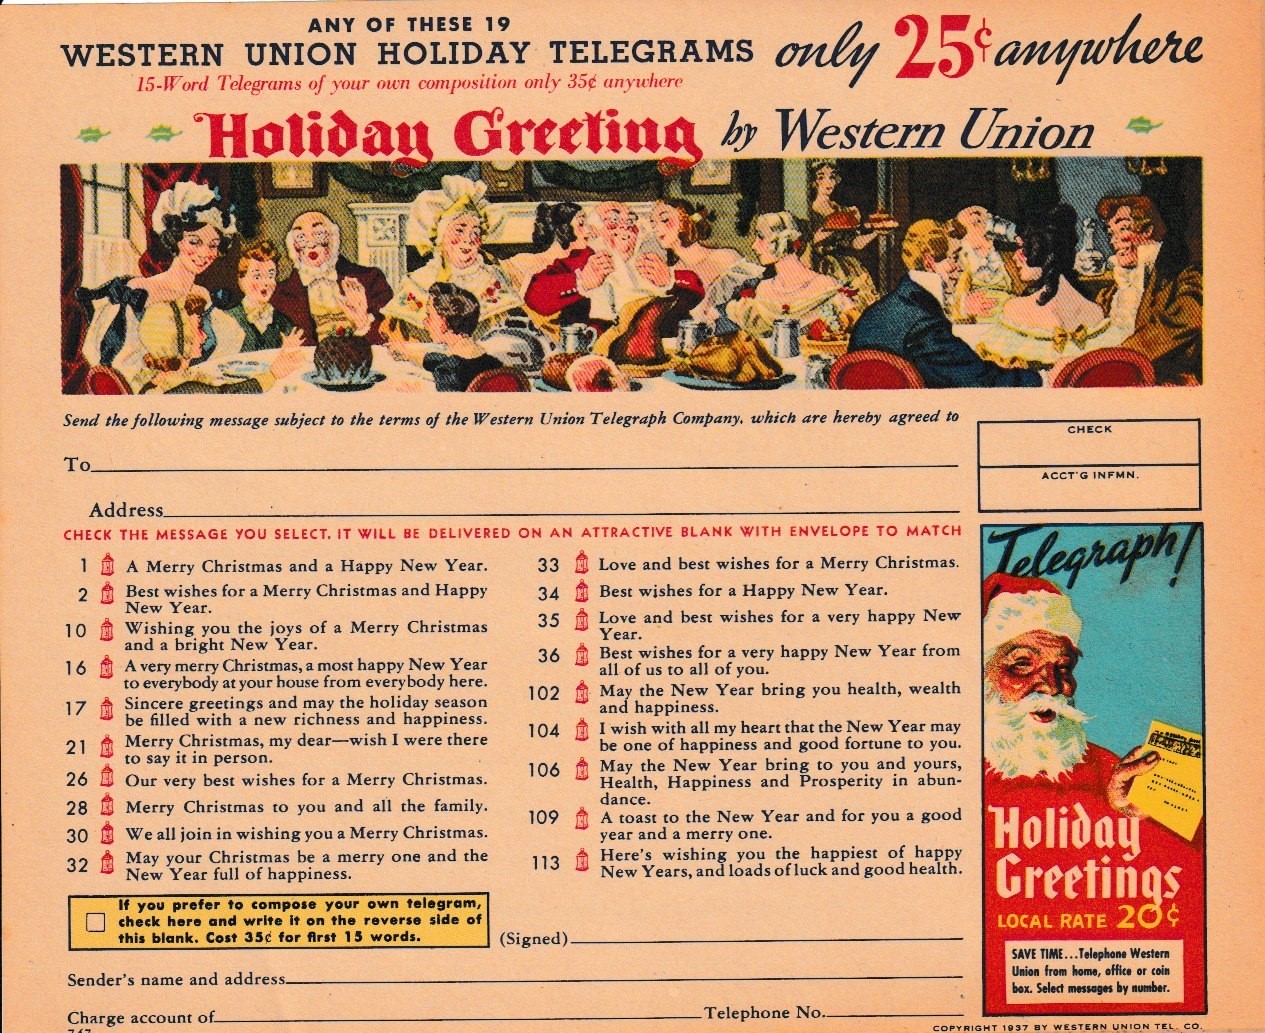 ANY OF THESE 19
WESTERN UNION HOLIDAY TELEGRAMS only 25¢ anywhere
15-Word Telegrams of your own composition only 35¢ anywhere
Holiday Greeting by Western Union
Send the following message subject to the terms of the Western Union Telegraph Company, which are hereby agreed to
To
Address
CHECK
ACCT'G INFMN.
CHECK THE MESSAGE YOU SELECT. IT WILL BE DELIVERED ON AN ATTRACTIVE BLANK WITH ENVELOPE TO MATCH
1 A Merry Christmas and a Happy New Year.
2 Best wishes for a Merry Christmas and Happy
New Year.
10 Wishing you the joys of a Merry Christmas
and a bright New Year.
16 A very merry Christmas, a most happy New Year
to everybody at your house from everybody here.
17 Sincere greetings and may the holiday season
be filled with a new richness and happiness.
21 Merry Christmas, my dear—wish I were there
to say it in person.
26 Our very best wishes for a Merry Christmas.
28 Merry Christmas to you and all the family.
30 We all join in wishing you a Merry Christmas.
32 May your Christmas be a merry one and the
New Year full of happiness.
33 Love and best wishes for a Merry Christmas.
34 Best wishes for a Happy New Year.
35 Love and best wishes for a very happy New
Year.
36 Best wishes for a very happy New Year from
all of us to all of you.
102 May the New Year bring you health, wealth
and happiness.
104 I wish with all my heart that the New Year may
be one of happiness and good fortune to you.
106 May the New Year bring to you and yours,
Health, Happiness and Prosperity in abun-
dance.
109 A toast to the New Year and for you a good
year and a merry one.
113 Here's wishing you the happiest of happy
New Years, and loads of luck and good health.
If you prefer to compose your own telegram,
check here and write it on the reverse side of
this blank. Cost 35¢ for first 15 words.
(Signed)
Sender's name and address
Charge account of
Telephone No.
Telegraph!
Holiday
Greetings
LOCAL RATE 20¢
SAVE TIME...Telephone Western
Union from home, office or coin
box. Select messages by number.
COPYRIGHT 1937 BY WESTERN UNION TEL. CO.